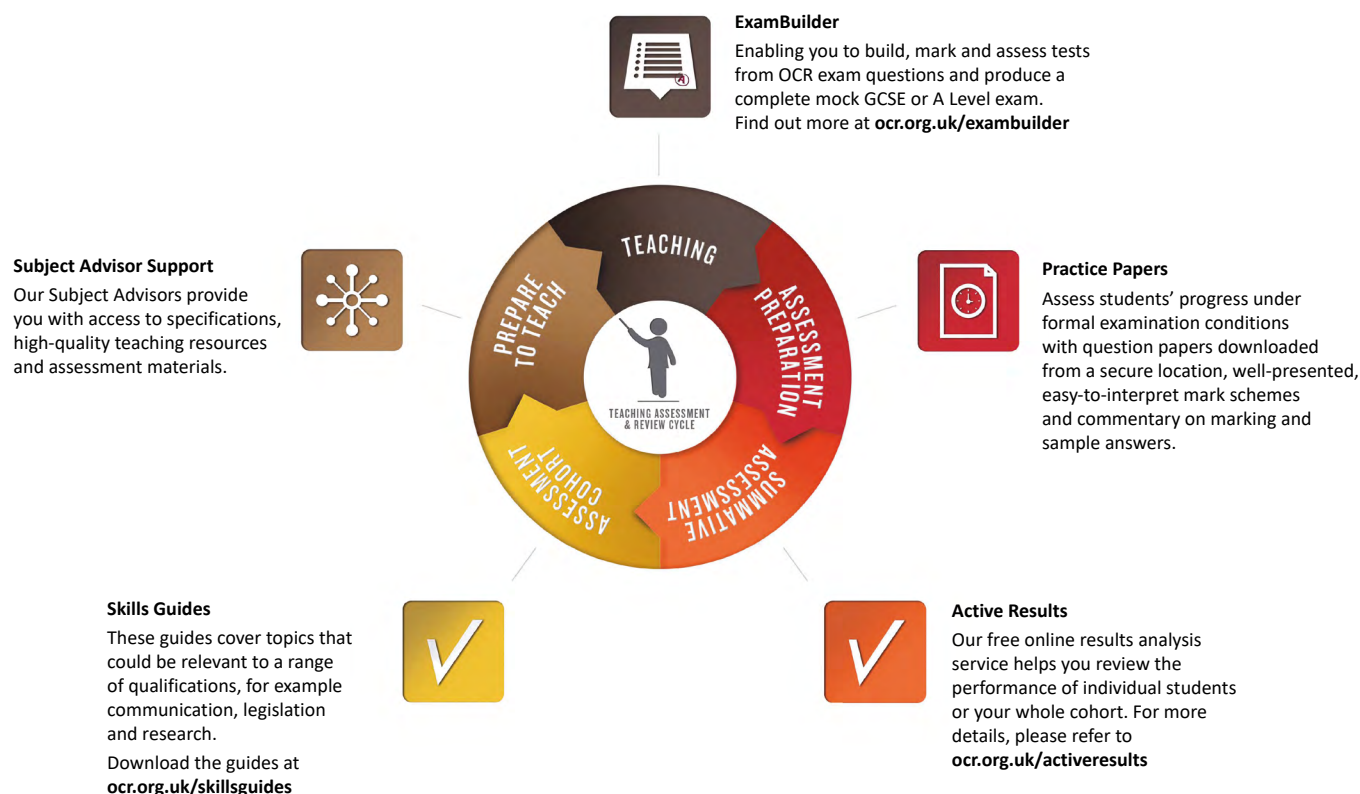 ExamBuilder
Enabling you to build, mark and assess tests
from OCR exam questions and produce a
complete mock GCSE or A Level exam.
Find out more at ocr.org.uk/exambuilder
Subject Advisor Support
Our Subject Advisors provide
you with access to specifications,
high-quality teaching resources
and assessment materials.
TEACHING
PREPARE
TO TEACH
ASSESSMENT
PREPARATION
TEACHING ASSESSMENT
& REVIEW CYCLE
ASSESSMENT
COHORT
SUMMATIVE
ASSESSMENT
Practice Papers
Assess students’ progress under
formal examination conditions
with question papers downloaded
from a secure location, well-presented,
easy-to-interpret mark schemes
and commentary on marking and
sample answers.
Skills Guides
These guides cover topics that
could be relevant to a range
of qualifications, for example
communication, legislation
and research.
Download the guides at
ocr.org.uk/skillsguides
Active Results
Our free online results analysis
service helps you review the
performance of individual students
or your whole cohort. For more
details, please refer to
ocr.org.uk/activeresults